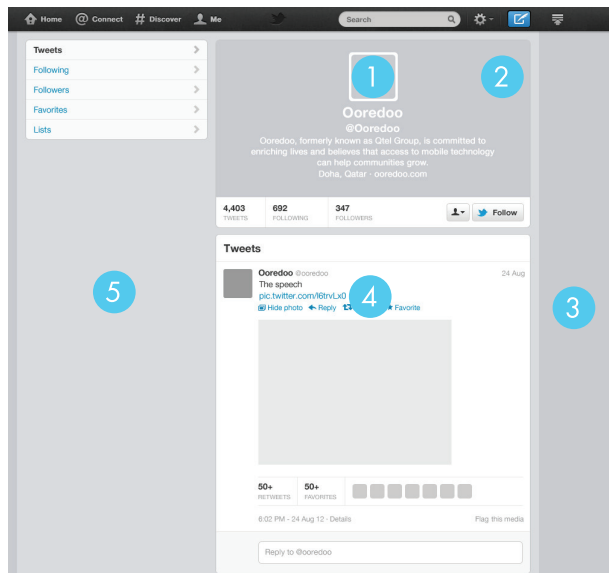 Home @ Connect # Discover Me Search
Tweets
Following
Followers
Favorites
Lists
1
2
Ooredoo
@Ooredoo
Ooredoo, formerly known as Qtel Group, is committed to
enriching lives and believes that access to mobile technology
can help communities grow.
Doha, Qatar · ooredoo.com
4,403 692 347
TWEETS FOLLOWING FOLLOWERS
Follow
Tweets
Ooredoo @ooredoo 24 Aug
The speech
pic.twitter.com/l6trvLx0
Hide photo Reply Favorite
4
5
3
50+ 50+
RETWEETS FAVORITES
6:02 PM - 24 Aug 12 · Details Flag this media
Reply to @ooredoo